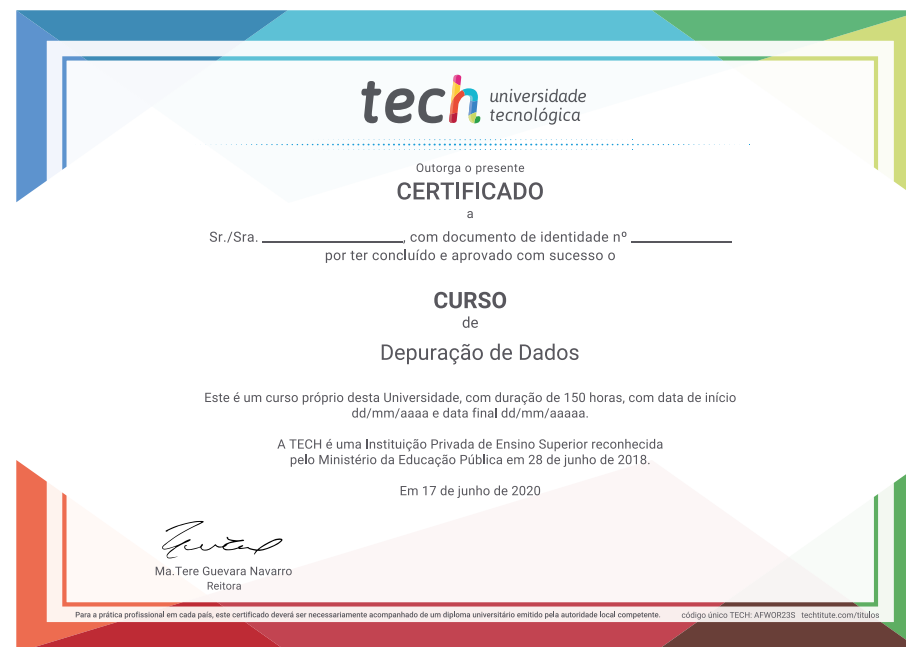 tech universidade
tecnológica
Outorga o presente
CERTIFICADO
a
Sr./Sra. ____________________, com documento de identidade nº ______________
por ter concluído e aprovado com sucesso o
CURSO
de
Depuração de Dados
Este é um curso próprio desta Universidade, com duração de 150 horas, com data de início
dd/mm/aaaa e data final dd/mm/aaaaa.
A TECH é uma Instituição Privada de Ensino Superior reconhecida
pelo Ministério da Educação Pública em 28 de junho de 2018.
Em 17 de junho de 2020
Ma.Tere Guevara Navarro
Reitora
Para a prática profissional em cada país, este certificado deverá ser necessariamente acompanhado de um diploma universitário emitido pela autoridade local competente. código único TECH: AFWOR23S techtitute.com/títulos